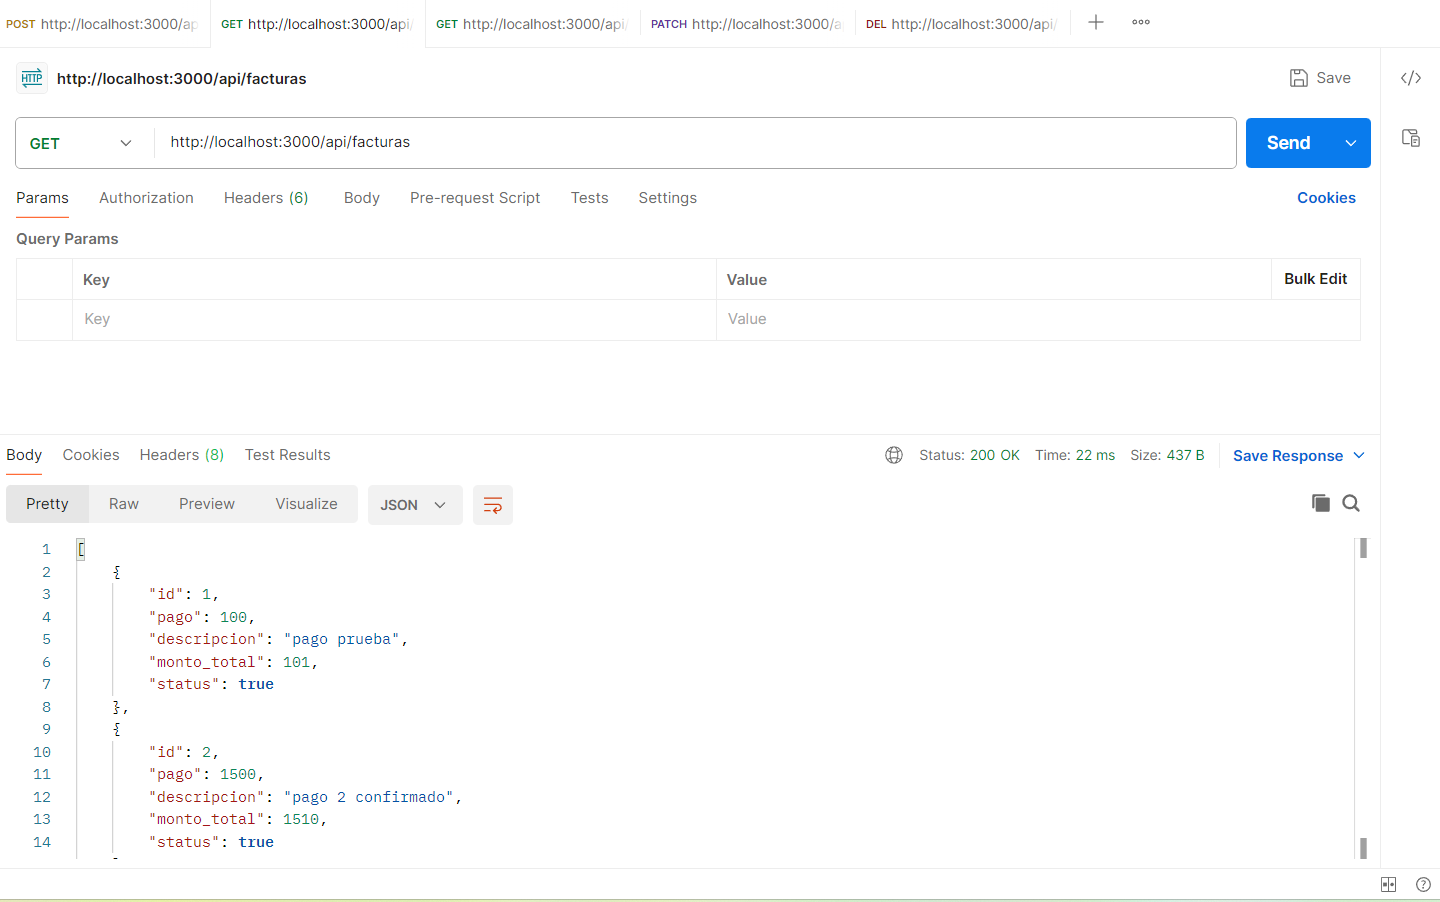 POST http://localhost:3000/ap
GET http://localhost:3000/api/
GET http://localhost:3000/api/
PATCH http://localhost:3000/a
DEL http://localhost:3000/api/
HTTP http://localhost:3000/api/facturas
Save
GET http://localhost:3000/api/facturas
Send
Params Authorization Headers (6) Body Pre-request Script Tests Settings Cookies
Query Params
Key Value Bulk Edit
Key Value
Body Cookies Headers (8) Test Results Status: 200 OK Time: 22 ms Size: 437 B Save Response
Pretty Raw Preview Visualize JSON
1 [
2 {
3 "id": 1,
4 "pago": 100,
5 "descripcion": "pago prueba",
6 "monto_total": 101,
7 "status": true
8 },
9 {
10 "id": 2,
11 "pago": 1500,
12 "descripcion": "pago 2 confirmado",
13 "monto_total": 1510,
14 "status": true